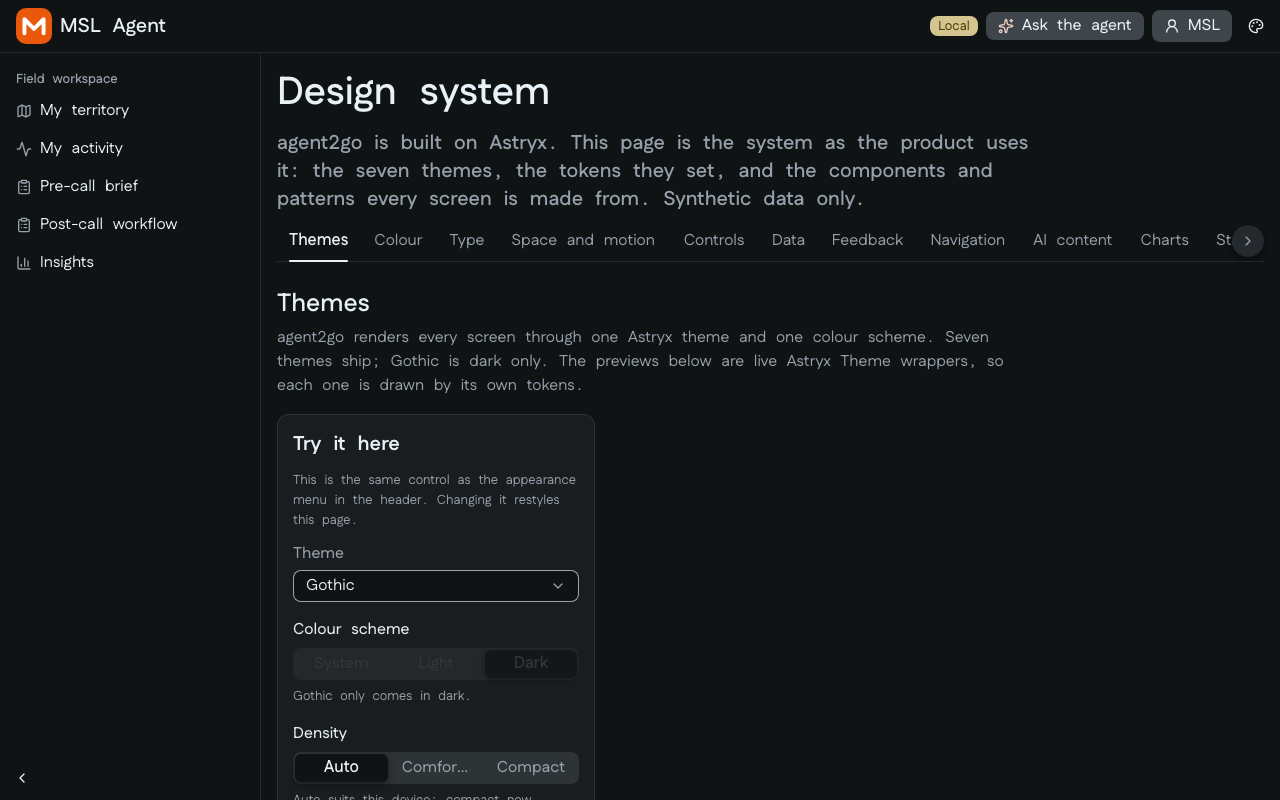 MSL Agent
Local
Ask the agent
MSL
Field workspace
My territory
My activity
Pre-call brief
Post-call workflow
Insights
Design system
agent2go is built on Astryx. This page is the system as the product uses
it: the seven themes, the tokens they set, and the components and
patterns every screen is made from. Synthetic data only.
Themes Colour Type Space and motion Controls Data Feedback Navigation AI content Charts St
Themes
agent2go renders every screen through one Astryx theme and one colour scheme. Seven
themes ship; Gothic is dark only. The previews below are live Astryx Theme wrappers, so
each one is drawn by its own tokens.
Try it here
This is the same control as the appearance
menu in the header. Changing it restyles
this page.
Theme
Gothic
Colour scheme
System Light Dark
Gothic only comes in dark.
Density
Auto Comfor... Compact
Auto suits this device: compact now.